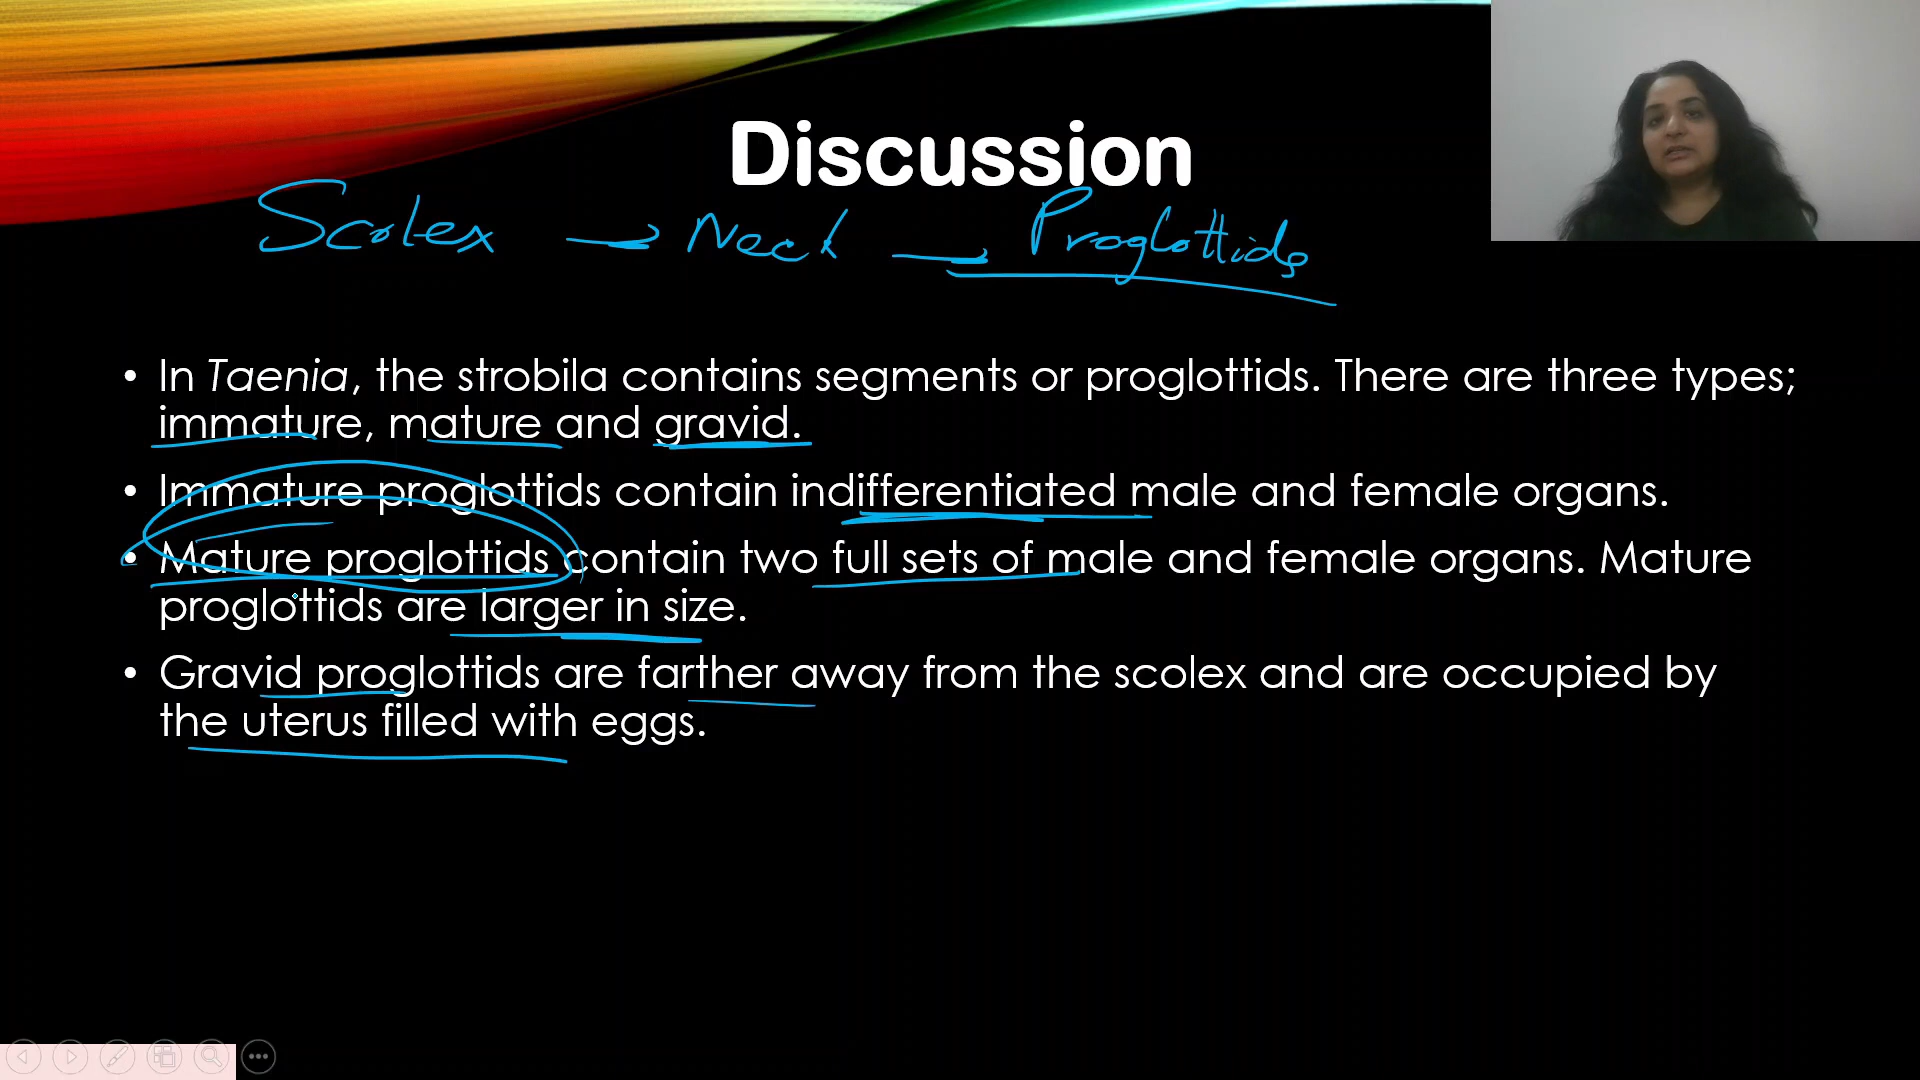 Discussion
Scolex → Neck → Proglottids
• In Taenia, the strobila contains segments or proglottids. There are three types;
immature, mature and gravid.
• Immature proglottids contain indifferentiated male and female organs.
• Mature proglottids contain two full sets of male and female organs. Mature
proglottids are larger in size.
• Gravid proglottids are farther away from the scolex and are occupied by
the uterus filled with eggs.